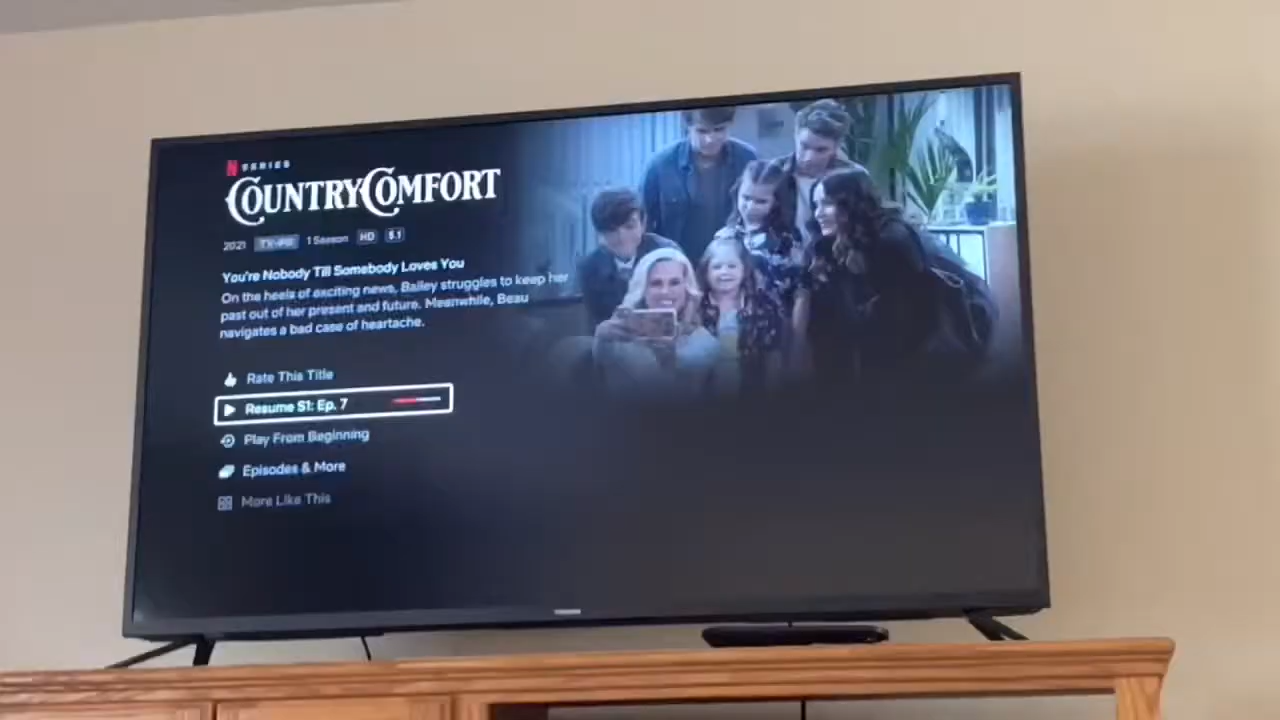 N SERIES
COUNTRY COMFORT
2021 TV-PG 1 Season HD 5.1
You're Nobody Till Somebody Loves You
On the heels of exciting news, Bailey struggles to keep her
past out of her present and future. Meanwhile, Beau
navigates a bad case of heartache.
Rate This Title
Resume S1: Ep. 7
Play From Beginning
Episodes & More
More Like This